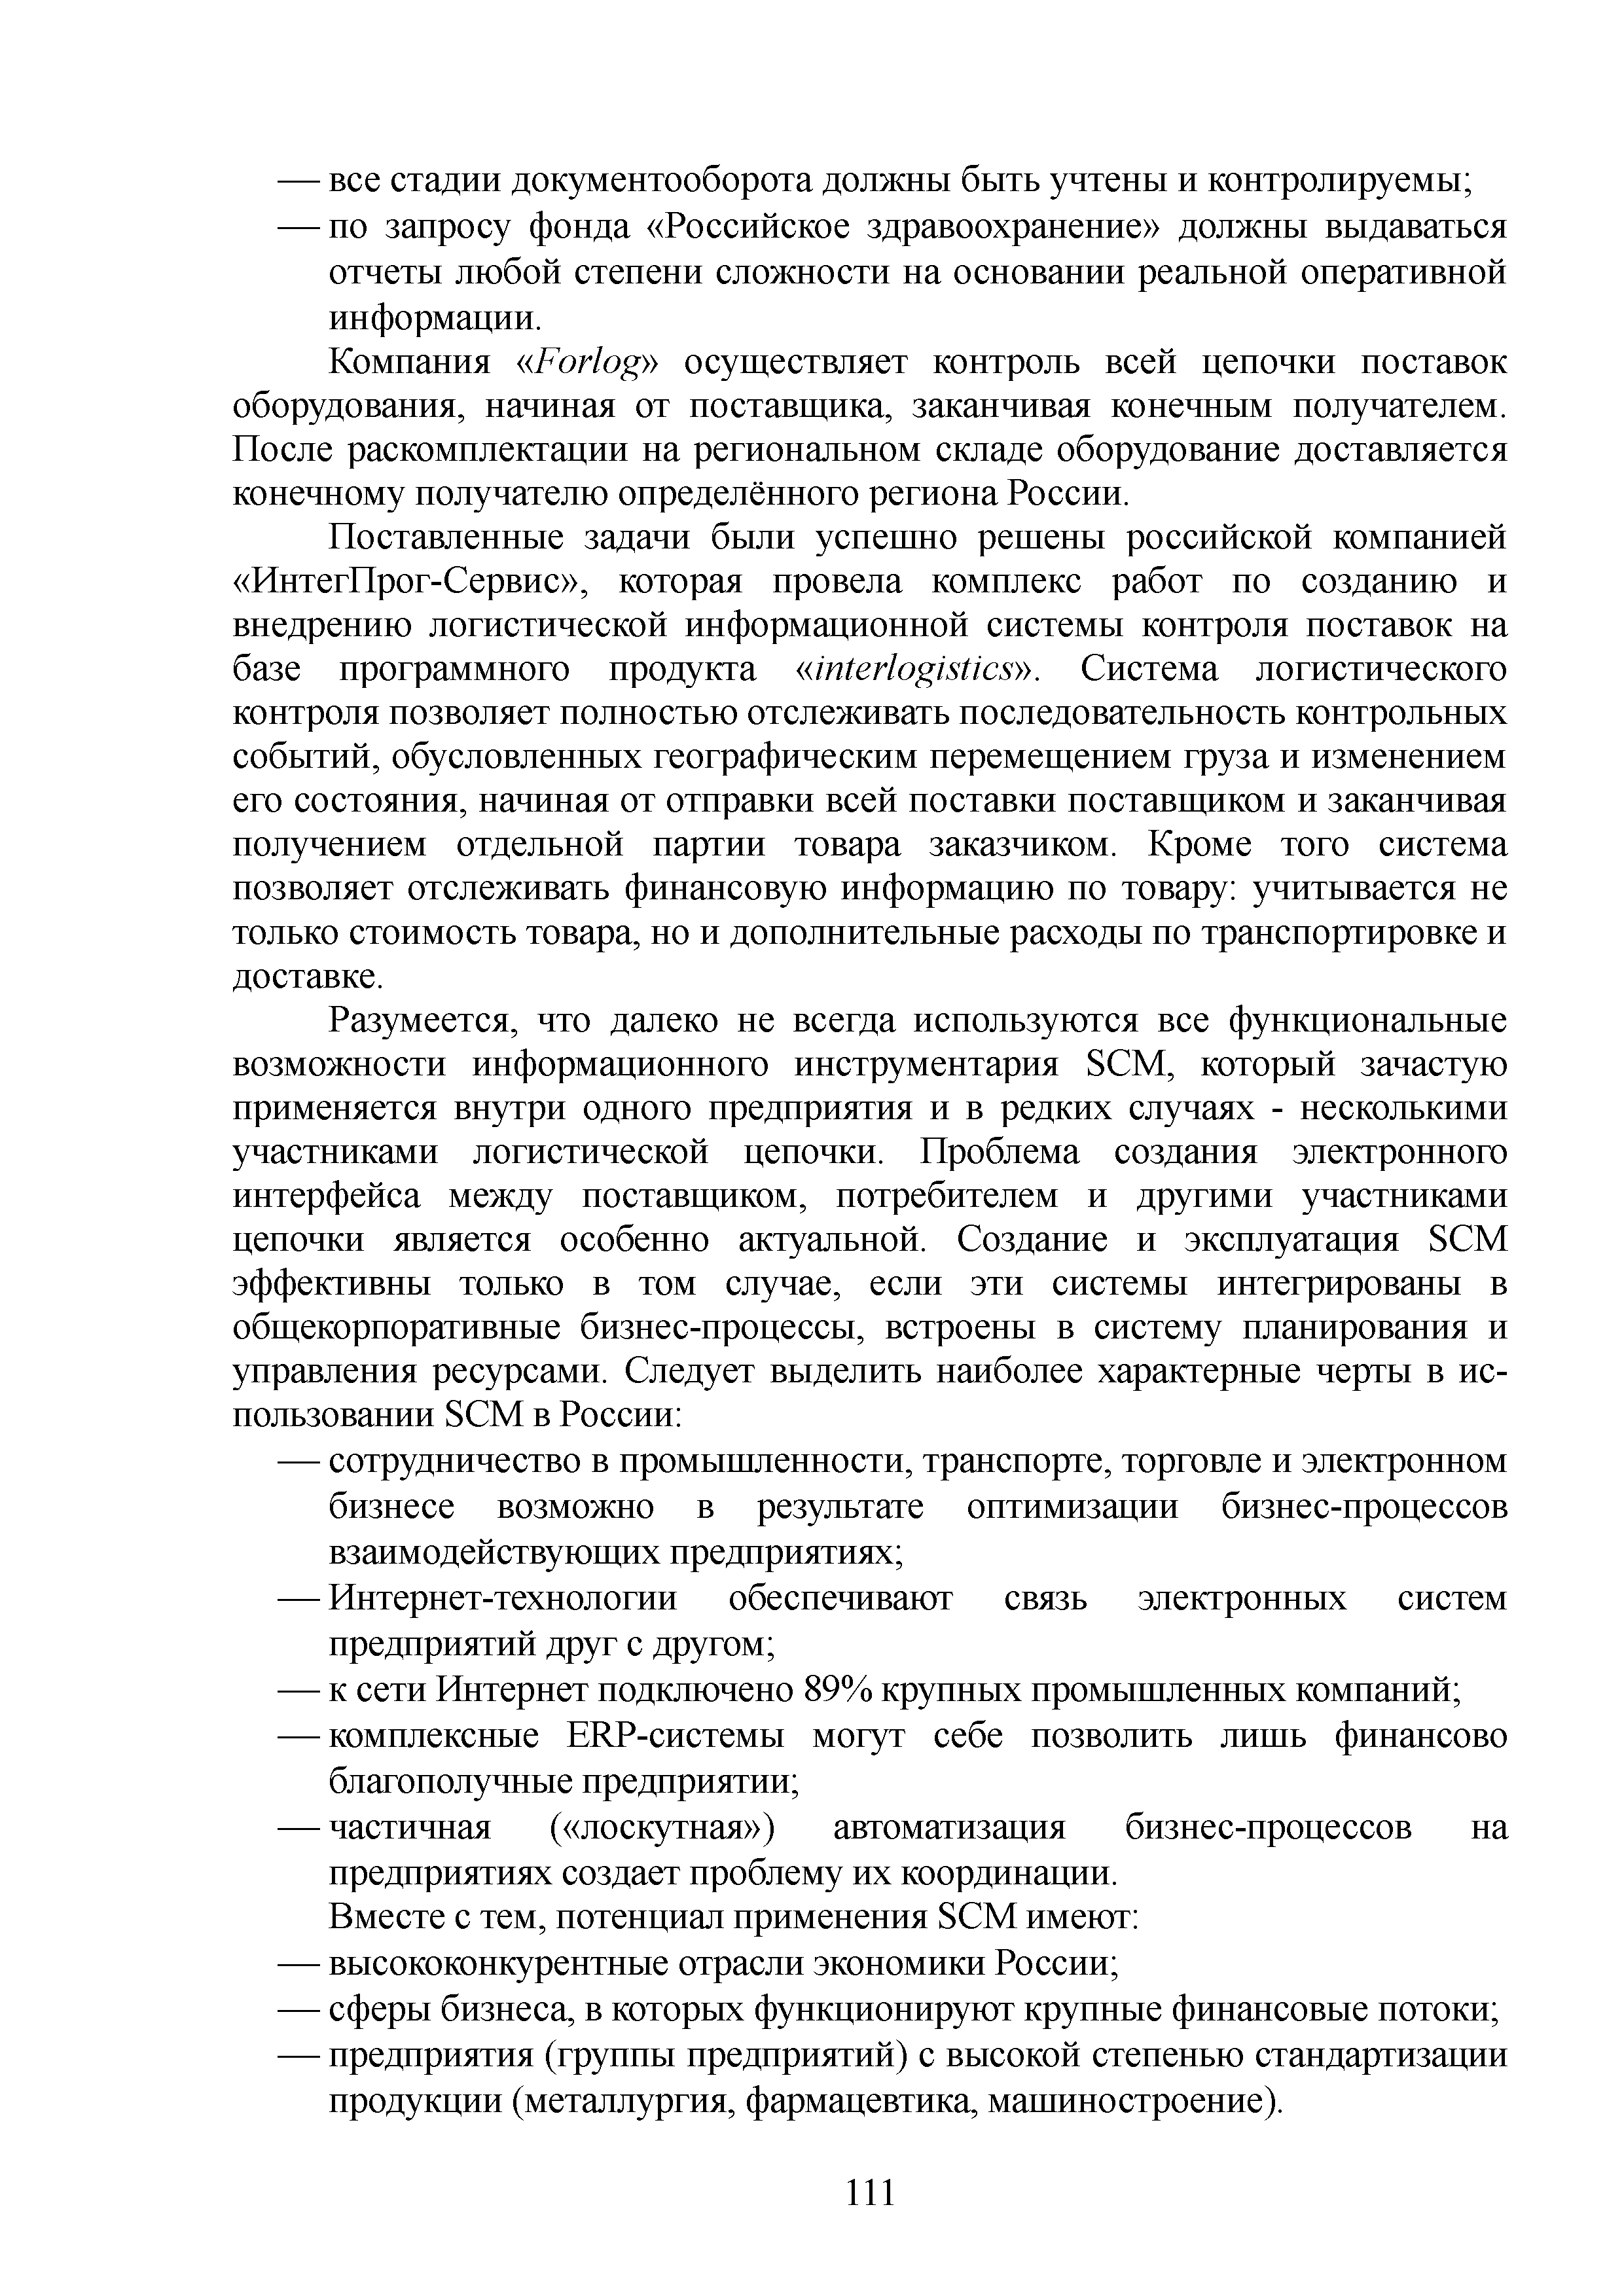 — все стадии документооборота должны быть учтены и контролируемы;
— по запросу фонда «Российское здравоохранение» должны выдаваться
отчеты любой степени сложности на основании реальной оперативной
информации.
Компания «Forlog» осуществляет контроль всей цепочки поставок
оборудования, начиная от поставщика, заканчивая конечным получателем.
После раскомплектации на региональном складе оборудование доставляется
конечному получателю определённого региона России.
Поставленные задачи были успешно решены российской компанией
«ИнтегПрог-Сервис», которая провела комплекс работ по созданию и
внедрению логистической информационной системы контроля поставок на
базе программного продукта «interlogistics». Система логистического
контроля позволяет полностью отслеживать последовательность контрольных
событий, обусловленных географическим перемещением груза и изменением
его состояния, начиная от отправки всей поставки поставщиком и заканчивая
получением отдельной партии товара заказчиком. Кроме того система
позволяет отслеживать финансовую информацию по товару: учитывается не
только стоимость товара, но и дополнительные расходы по транспортировке и
доставке.
Разумеется, что далеко не всегда используются все функциональные
возможности информационного инструментария SCM, который зачастую
применяется внутри одного предприятия и в редких случаях - несколькими
участниками логистической цепочки. Проблема создания электронного
интерфейса между поставщиком, потребителем и другими участниками
цепочки является особенно актуальной. Создание и эксплуатация SCM
эффективны только в том случае, если эти системы интегрированы в
общекорпоративные бизнес-процессы, встроены в систему планирования и
управления ресурсами. Следует выделить наиболее характерные черты в ис-
пользовании SCM в России:
— сотрудничество в промышленности, транспорте, торговле и электронном
бизнесе возможно в результате оптимизации бизнес-процессов
взаимодействующих предприятиях;
— Интернет-технологии обеспечивают связь электронных систем
предприятий друг с другом;
— к сети Интернет подключено 89% крупных промышленных компаний;
— комплексные ERP-системы могут себе позволить лишь финансово
благополучные предприятии;
— частичная («лоскутная») автоматизация бизнес-процессов на
предприятиях создает проблему их координации.
Вместе с тем, потенциал применения SCM имеют:
— высококонкурентные отрасли экономики России;
— сферы бизнеса, в которых функционируют крупные финансовые потоки;
— предприятия (группы предприятий) с высокой степенью стандартизации
продукции (металлургия, фармацевтика, машиностроение).
111